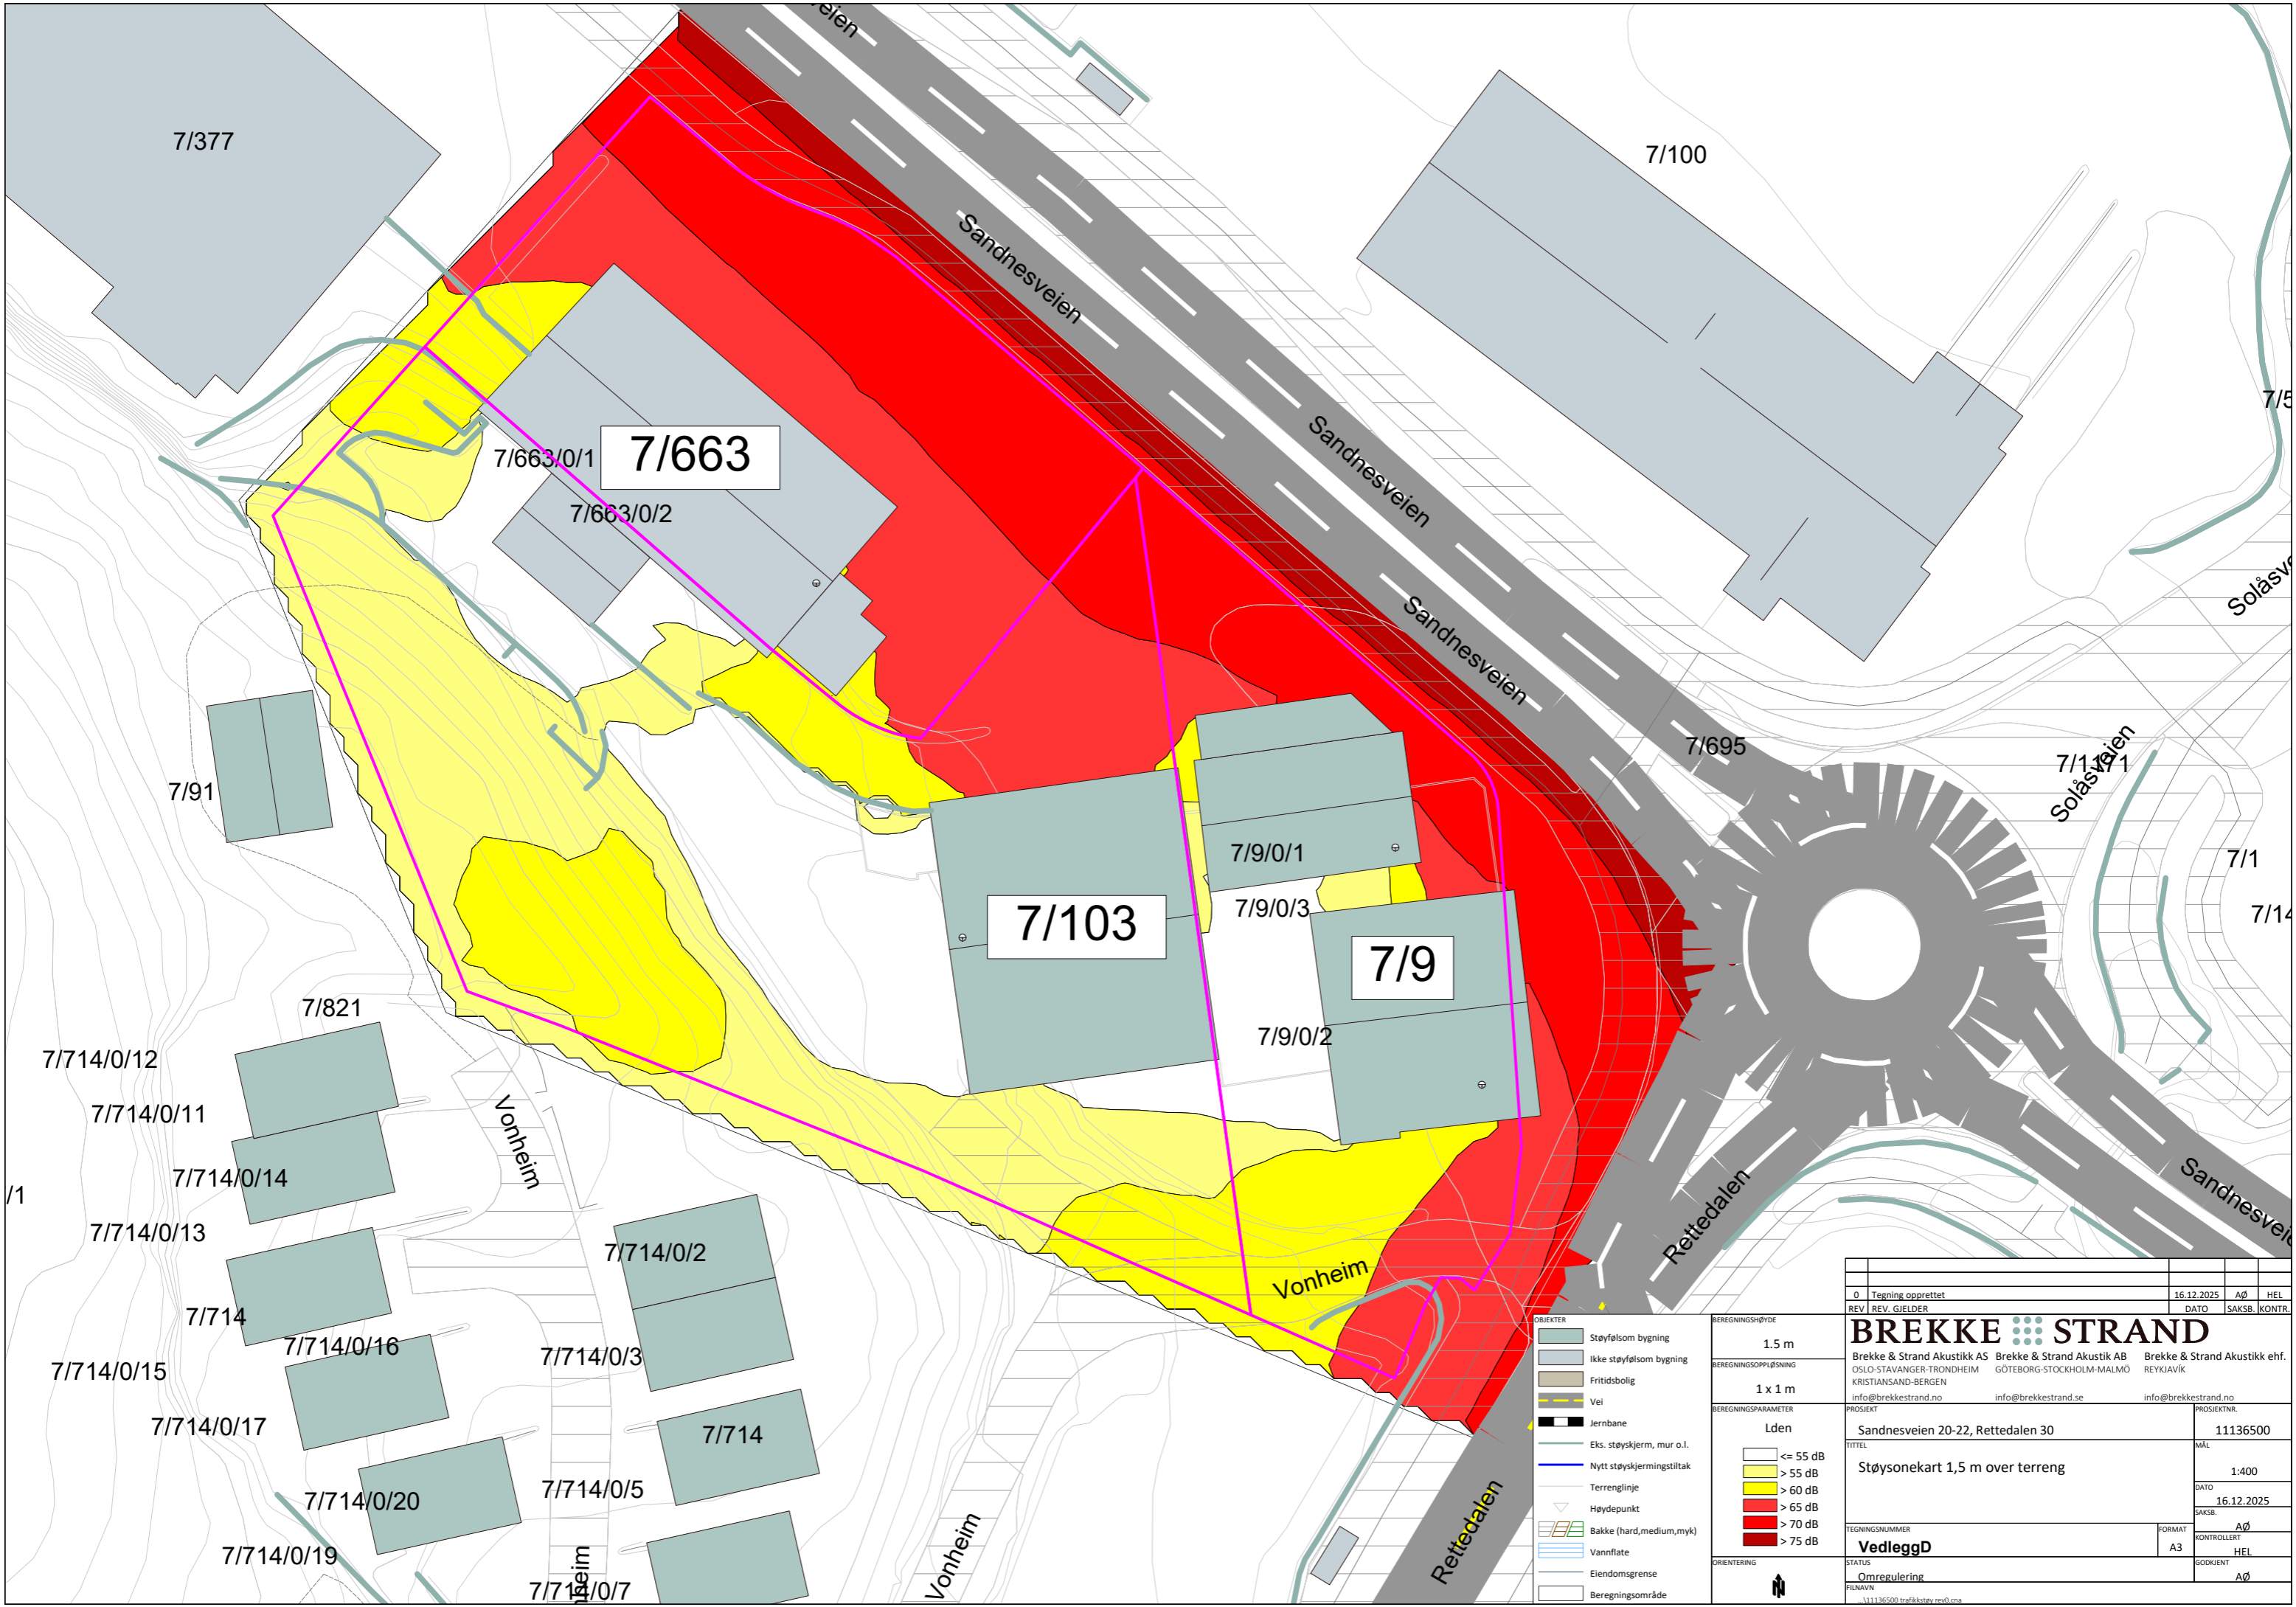 7/377
7/100
Sandnesveien
Sandnesveien
7/663/0/1
7/663
7/663/0/2
Sandnesveien
7/695
7/91
Solåsveien
7/1
7/9/0/1
7/9/0/3
7/103
7/9
7/9/0/2
7/821
7/714/0/12
7/714/0/11
7/714/0/14
7/714/0/13
7/714
7/714/0/16
7/714/0/15
7/714/0/17
7/714/0/20
7/714/0/19
7/714/0/2
7/714/0/3
7/714
7/714/0/5
7/714/0/7
/1
Vonheim
Vonheim
Vonheim
Rettedalen
Rettedalen
OBJEKTER
Støyfølsom bygning
Ikke støyfølsom bygning
Fritidsbolig
Vei
Jernbane
Eks. støyskjerm, mur o.l.
Nytt støyskjermingstiltak
Terrenglinje
Høydepunkt
Bakke (hard,medium,myk)
Vannflate
Eiendomsgrense
Beregningsområde
BEREGNINGSHØYDE
1.5 m
BEREGNINGSOPPLØSNING
1 x 1 m
BEREGNINGSPARAMETER
Lden
<= 55 dB
> 55 dB
> 60 dB
> 65 dB
> 70 dB
> 75 dB
ORIENTERING
N
0 Tegning opprettet 16.12.2025 AØ HEL
REV REV. GJELDER DATO SAKSB. KONTR.
BREKKE STRAND
Brekke & Strand Akustikk AS Brekke & Strand Akustik AB Brekke & Strand Akustikk ehf.
OSLO-STAVANGER-TRONDHEIM GÖTEBORG-STOCKHOLM-MALMÖ REYKJAVÍK
KRISTIANSAND-BERGEN
info@brekkestrand.no info@brekkestrand.se info@brekkestrand.no
PROSJEKT PROSJEKTNR.
Sandnesveien 20-22, Rettedalen 30 11136500
TITTEL MÅL
Støysonekart 1,5 m over terreng
1:400
DATO
16.12.2025
SAKSB.
AØ
TEGNINGSNUMMER FORMAT KONTROLLERT
VedleggD A3 HEL
STATUS GODKJENT
Omregulering AØ
FILNAVN
..\11136500 trafikkstøy rev0.cna